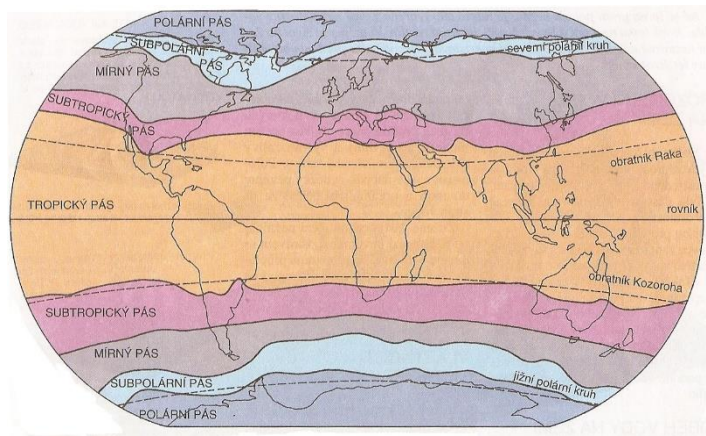 POLÁRNÍ PÁS
SUBPOLÁRNÍ
PÁS
severní polární kruh
MÍRNÝ PÁS
SUBTROPICKÝ
PÁS
obratník Raka
TROPICKÝ PÁS
rovník
obratník Kozoroha
SUBTROPICKÝ PÁS
MÍRNÝ PÁS
SUBPOLÁRNÍ PÁS
jižní polární kruh
POLÁRNÍ PÁS